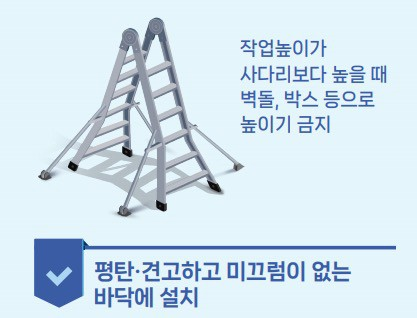 작업높이가
사다리보다 높을 때
벽돌, 박스 등으로
높이기 금지
평탄·견고하고 미끄럼이 없는
바닥에 설치